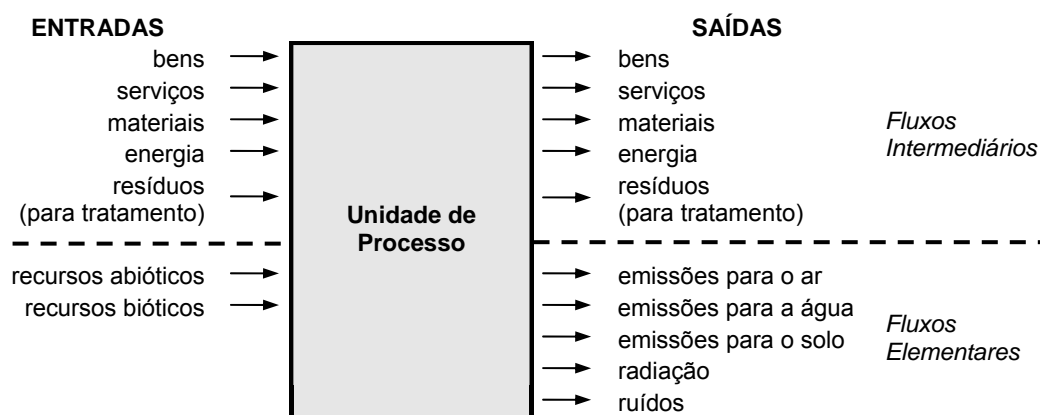 ENTRADAS
bens
serviços
materiais
energia
resíduos
(para tratamento)
recursos abióticos
recursos bióticos
Unidade de
Processo
SAÍDAS
bens
serviços
materiais
energia
resíduos
(para tratamento)
emissões para o ar
emissões para a água
emissões para o solo
radiação
ruídos
Fluxos
Intermediários
Fluxos
Elementares